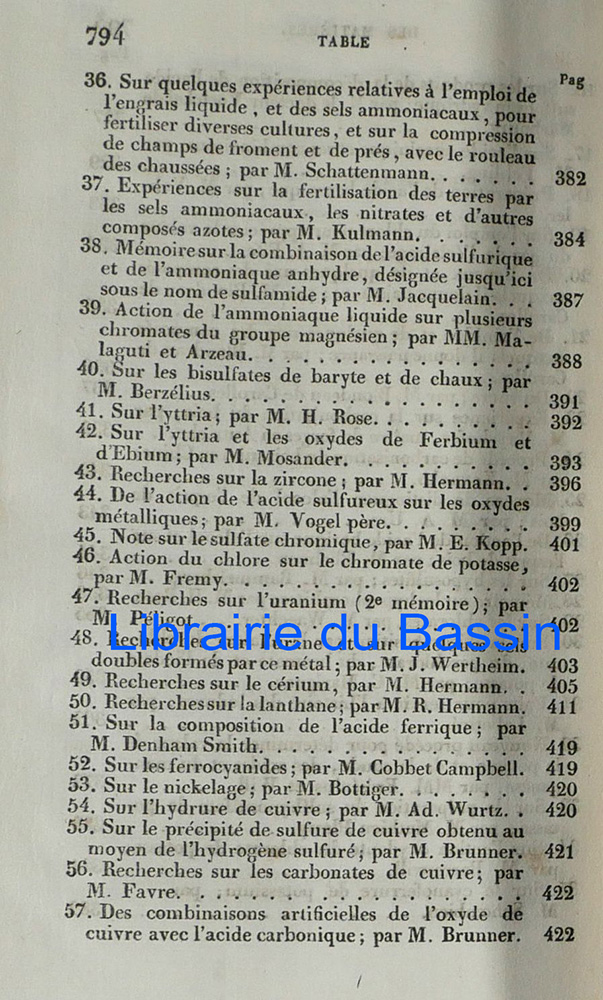 794
TABLE
Pag
36. Sur quelques expériences relatives à l'emploi de
l'engrais liquide, et des sels ammoniacaux, pour
fertiliser diverses cultures, et sur la compression
de champs de froment et de prés, avec le rouleau
des chaussées; par M. Schattenmann. . . . . . . 382
37. Expériences sur la fertilisation des terres par
les sels ammoniacaux, les nitrates et d'autres
composés azotes; par M. Kulmann. . . . . . . 384
38. Mémoire sur la combinaison de l'acide sulfurique
et de l'ammoniaque anhydre, désignée jusqu'ici
sous le nom de sulfamide; par M. Jacquelain. . . 387
39. Action de l'ammoniaque liquide sur plusieurs
chromates du groupe magnésien; par MM. Ma-
laguti et Arzeau. . . . . . . . . . . . . . . 388
40. Sur les bisulfates de baryte et de chaux; par
M. Berzélius. . . . . . . . . . . . . . . . . 391
41. Sur l'yttria; par M. H. Rose. . . . . . . . . 392
42. Sur l'yttria et les oxydes de Ferbium et
d'Ebium; par M. Mosander. . . . . . . . . . 393
43. Recherches sur la zircone; par M. Hermann. . 396
44. De l'action de l'acide sulfureux sur les oxydes
métalliques; par M. Vogel père. . . . . . . . 399
45. Note sur le sulfate chromique, par M. E. Kopp. 401
46. Action du chlore sur le chromate de potasse,
par M. Fremy. . . . . . . . . . . . . . . . 402
47. Recherches sur l'uranium (2e mémoire); par
M. Péligot. . . . . . . . . . . . . . . . . 402
Librairie du Bassin
48. Recherches sur l'urane et sur quelques sels
doubles formés par ce métal; par M. J. Wertheim. 403
49. Recherches sur le cérium, par M. Hermann. . 405
50. Recherches sur la lanthane; par M. R. Hermann. 411
51. Sur la composition de l'acide ferrique; par
M. Denham Smith. . . . . . . . . . . . . . 419
52. Sur les ferrocyanides; par M. Cobbet Campbell. 419
53. Sur le nickelage; par M. Bottiger. . . . . . . . 420
54. Sur l'hydrure de cuivre; par M. Ad. Wurtz. . 420
55. Sur le précipité de sulfure de cuivre obtenu au
moyen de l'hydrogène sulfuré; par M. Brunner. 421
56. Recherches sur les carbonates de cuivre; par
M. Favre. . . . . . . . . . . . . . . . . . 422
57. Des combinaisons artificielles de l'oxyde de
cuivre avec l'acide carbonique; par M. Brunner. 422